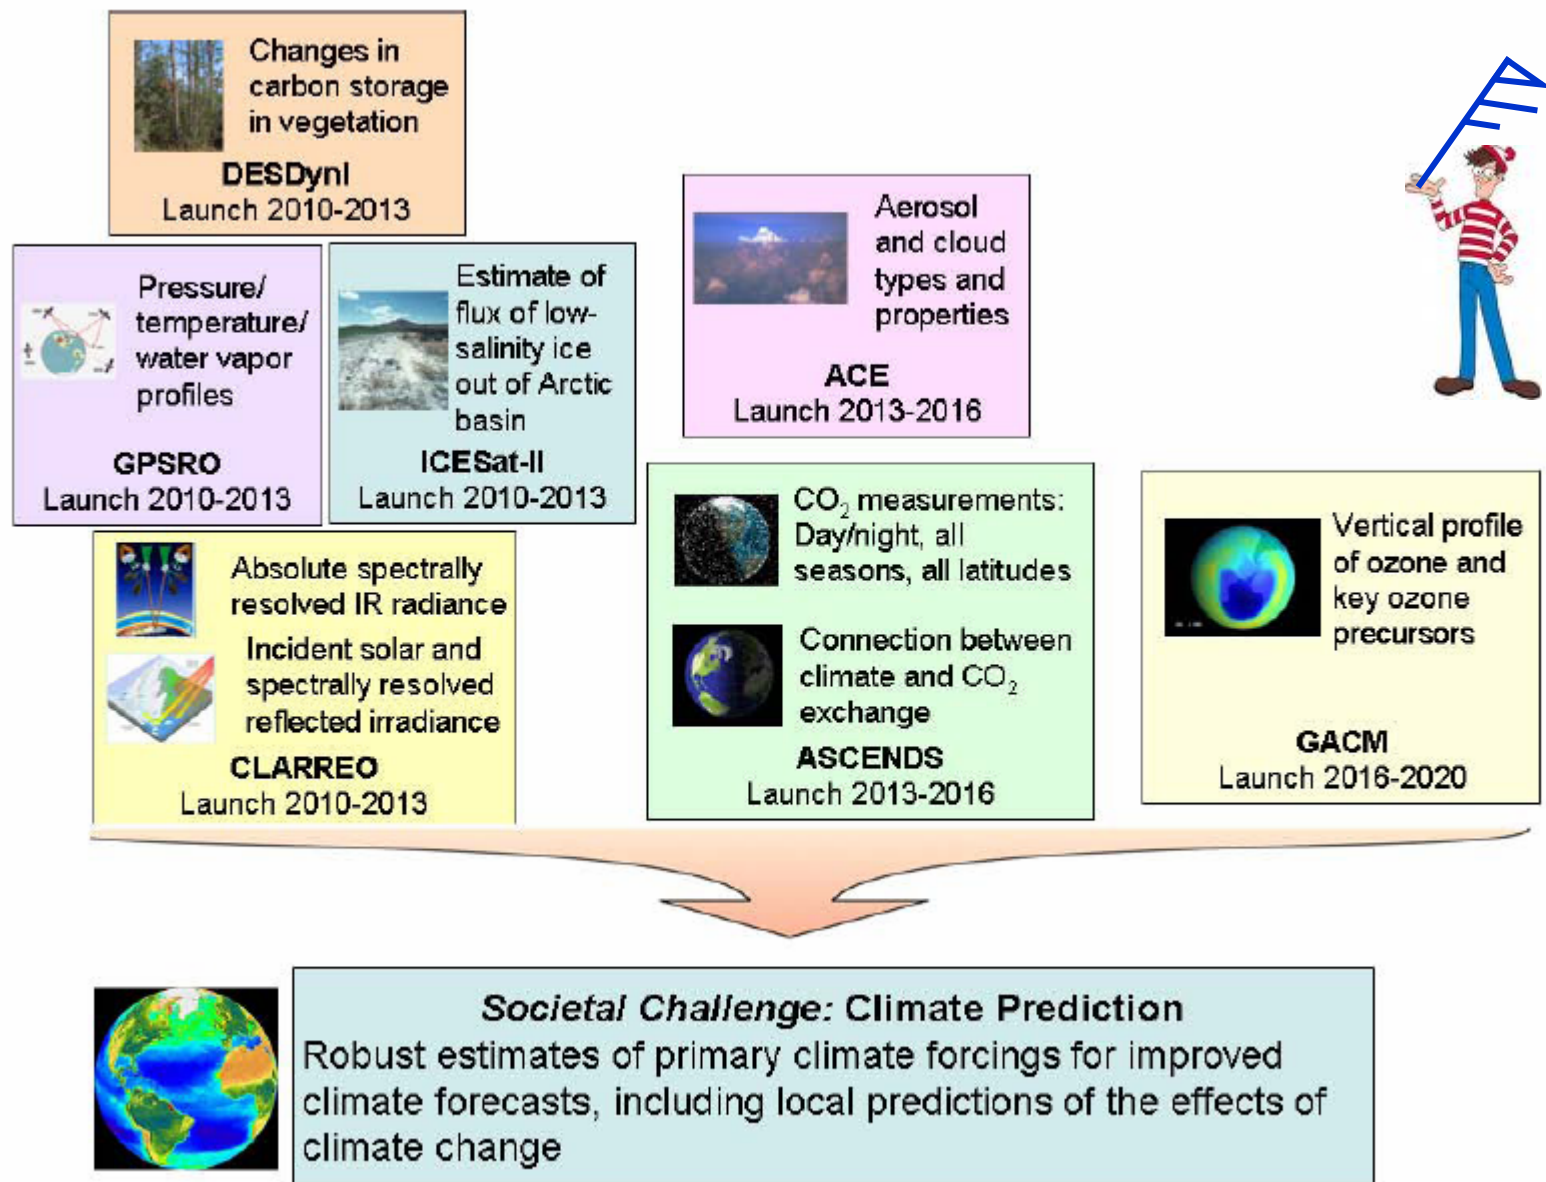 Changes in
carbon storage
in vegetation
DESDynI
Launch 2010-2013
Pressure/
temperature/
water vapor
profiles
GPSRO
Launch 2010-2013
Estimate of
flux of low-
salinity ice
out of Arctic
basin
ICESat-II
Launch 2010-2013
Absolute spectrally
resolved IR radiance
Incident solar and
spectrally resolved
reflected irradiance
CLARREO
Launch 2010-2013
Aerosol
and cloud
types and
properties
ACE
Launch 2013-2016
CO₂ measurements:
Day/night, all
seasons, all latitudes
Connection between
climate and CO₂
exchange
ASCENDS
Launch 2013-2016
Vertical profile
of ozone and
key ozone
precursors
GACM
Launch 2016-2020
Societal Challenge: Climate Prediction
Robust estimates of primary climate forcings for improved
climate forecasts, including local predictions of the effects of
climate change